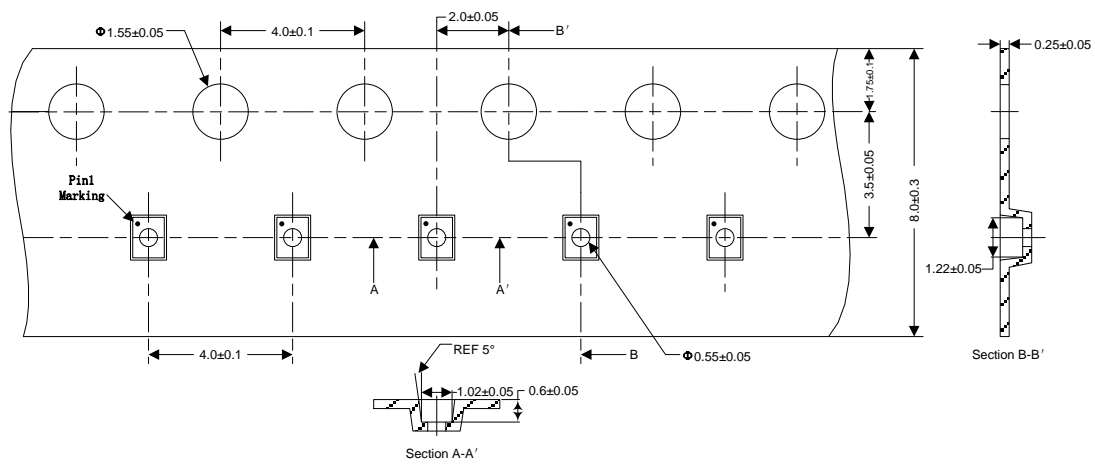 Φ1.55±0.05
4.0±0.1
2.0±0.05
B'
0.25±0.05
1.75±0.1
3.5±0.05
8.0±0.3
Pin1
Marking
A
A'
1.22±0.05
4.0±0.1
B
Φ0.55±0.05
REF 5°
1.02±0.05
0.6±0.05
Section B-B'
Section A-A'